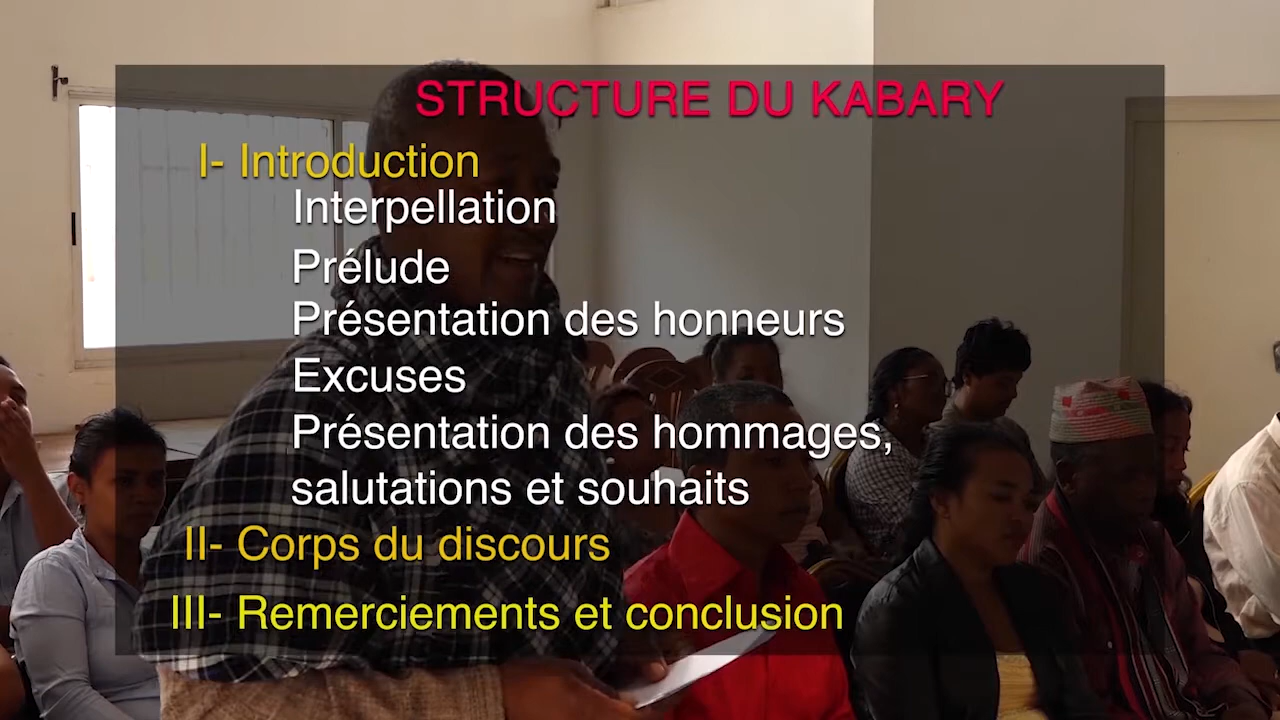 STRUCTURE DU KABARY
I- Introduction
Interpellation
Prélude
Présentation des honneurs
Excuses
Présentation des hommages,
salutations et souhaits
II- Corps du discours
III- Remerciements et conclusion